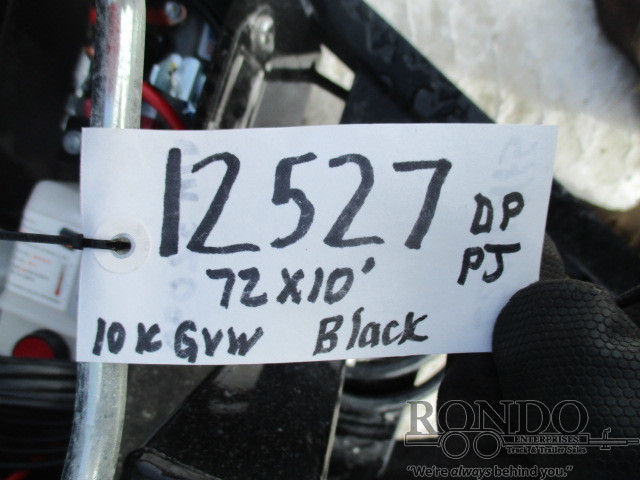 12527 DP
PJ
72X10'
10K GVW Black
RONDO
ENTERPRISES
Truck & Trailer Sales
"We're always behind you."